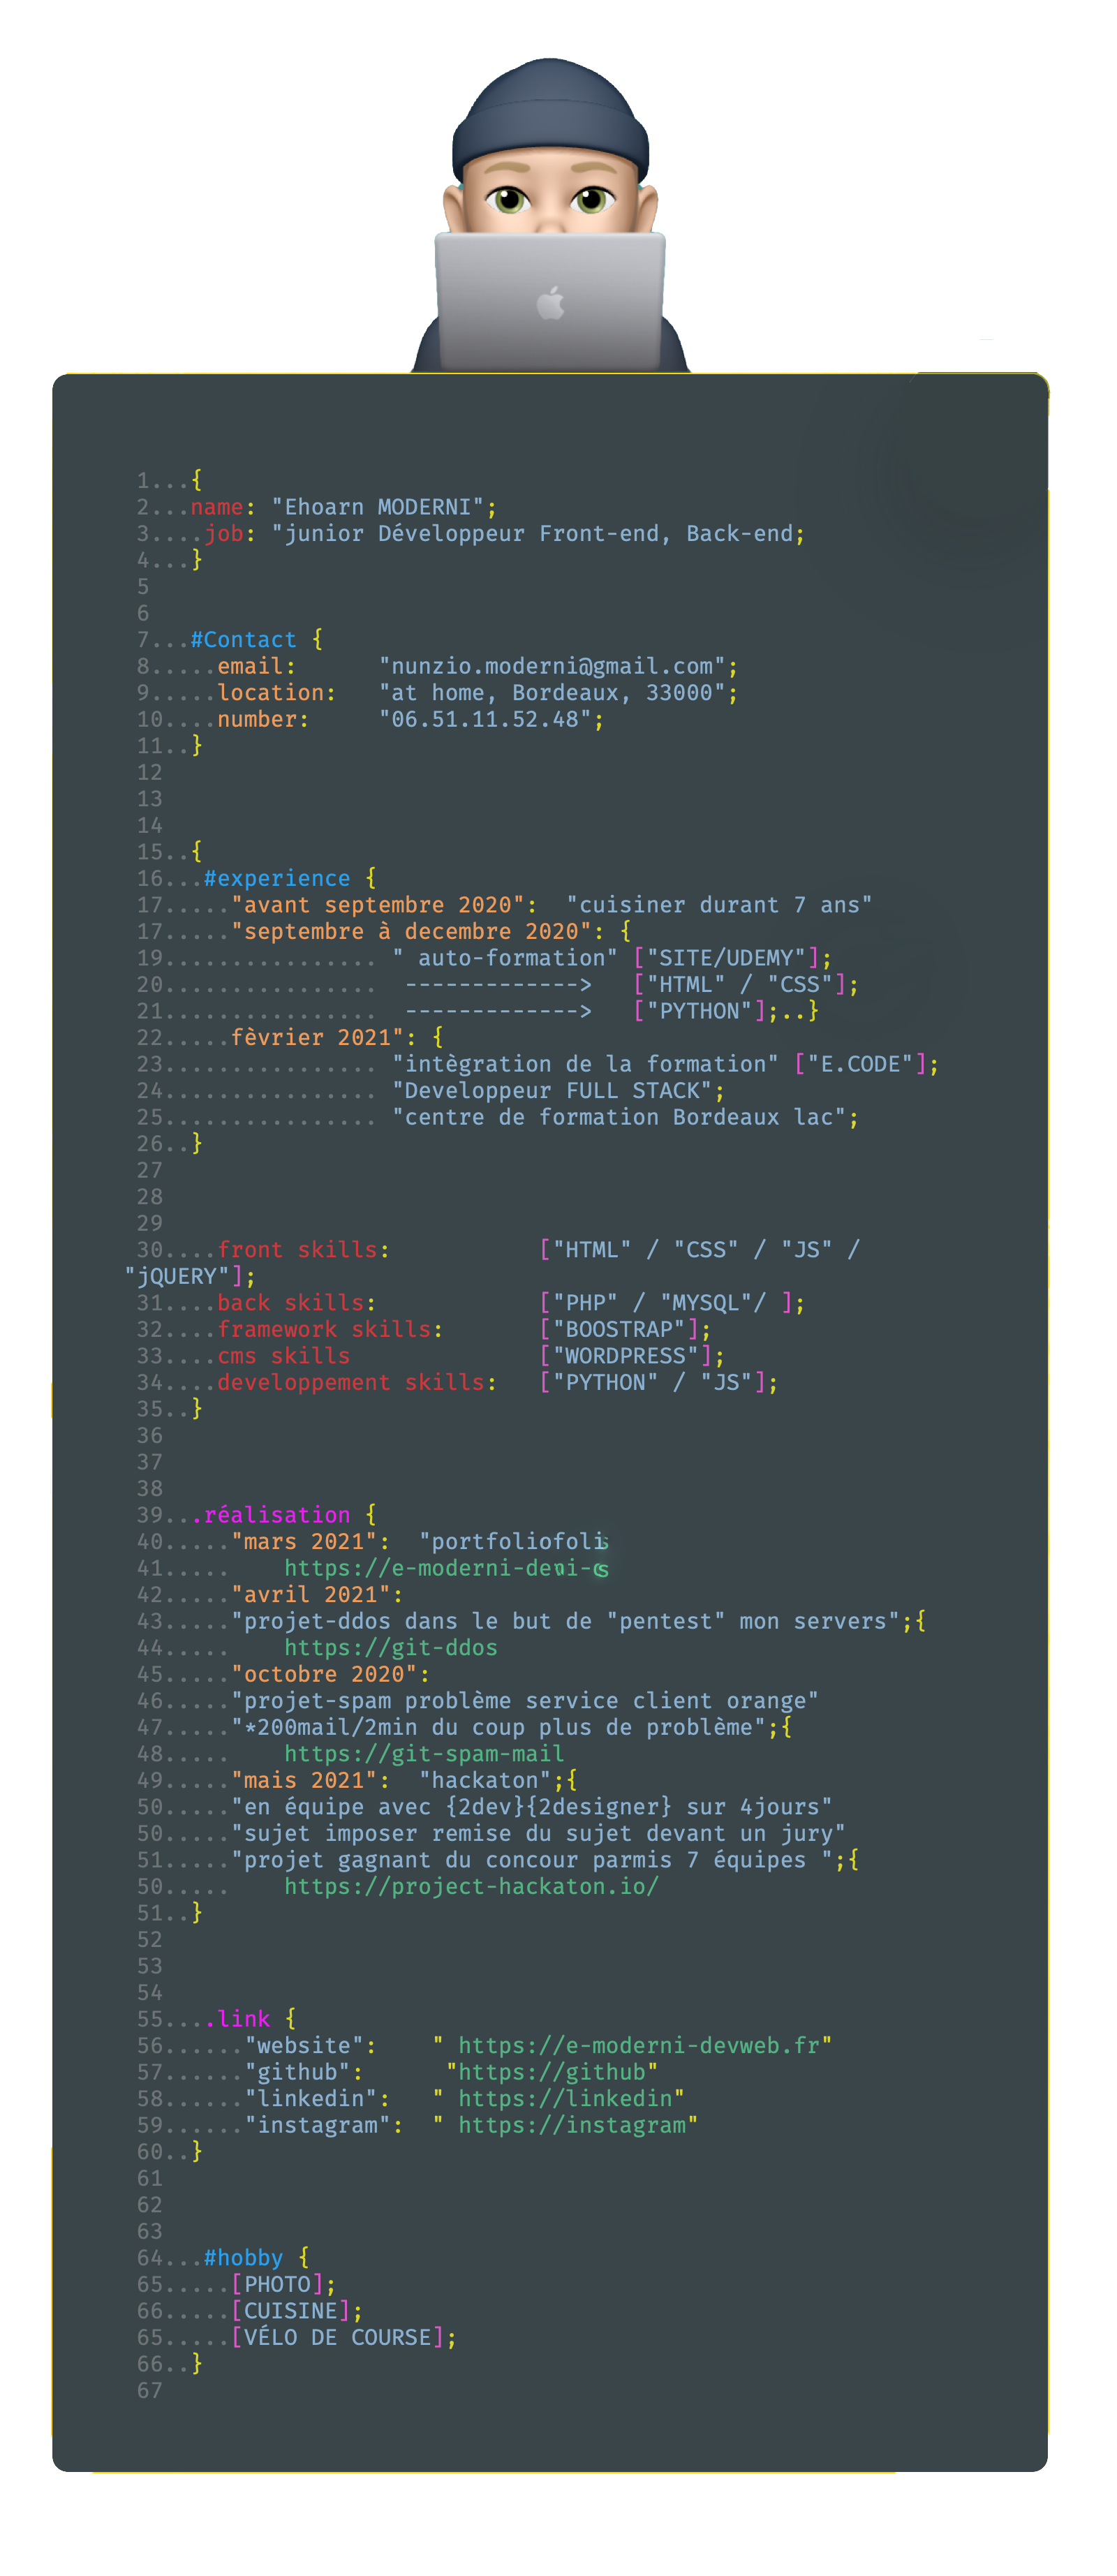 1...{
2...name: "Ehoarn MODERNI";
3....job: "junior Développeur Front-end, Back-end;
4...}
5
6
7...#Contact {
8.....email: "nunzio.moderni@gmail.com";
9.....location: "at home, Bordeaux, 33000";
10....number: "06.51.11.52.48";
11..}
12
13
14
15..{
16...#experience {
17....."avant septembre 2020": "cuisiner durant 7 ans"
17....."septembre à decembre 2020": {
19................ " auto-formation" ["SITE/UDEMY"];
20................ -------------> ["HTML" / "CSS"];
21................ -------------> ["PYTHON"];..}
22.....fèvrier 2021": {
23................ "intègration de la formation" ["E.CODE"];
24................ "Developpeur FULL STACK";
25................ "centre de formation Bordeaux lac";
26..}
27
28
29
30....front skills: ["HTML" / "CSS" / "JS" /
"jQUERY"];
31....back skills: ["PHP" / "MYSQL"/ ];
32....framework skills: ["BOOSTRAP"];
33....cms skills ["WORDPRESS"];
34....developpement skills: ["PYTHON" / "JS"];
35..}
36
37
38
39...réalisation {
40....."mars 2021": "portfoliofoli
41..... https://e-moderni-de
42....."avril 2021":
43....."projet-ddos dans le but de "pentest" mon servers";{
44..... https://git-ddos
45....."octobre 2020":
46....."projet-spam problème service client orange"
47....."*200mail/2min du coup plus de problème";{
48..... https://git-spam-mail
49....."mais 2021": "hackaton";{
50....."en équipe avec {2dev}{2designer} sur 4jours"
50....."sujet imposer remise du sujet devant un jury"
51....."projet gagnant du concour parmis 7 équipes ";{
50..... https://project-hackaton.io/
51..}
52
53
54
55....link {
56......"website": " https://e-moderni-devweb.fr"
57......"github": "https://github"
58......"linkedin": " https://linkedin"
59......"instagram": " https://instagram"
60..}
61
62
63
64...#hobby {
65.....[PHOTO];
66.....[CUISINE];
65.....[VÉLO DE COURSE];
66..}
67